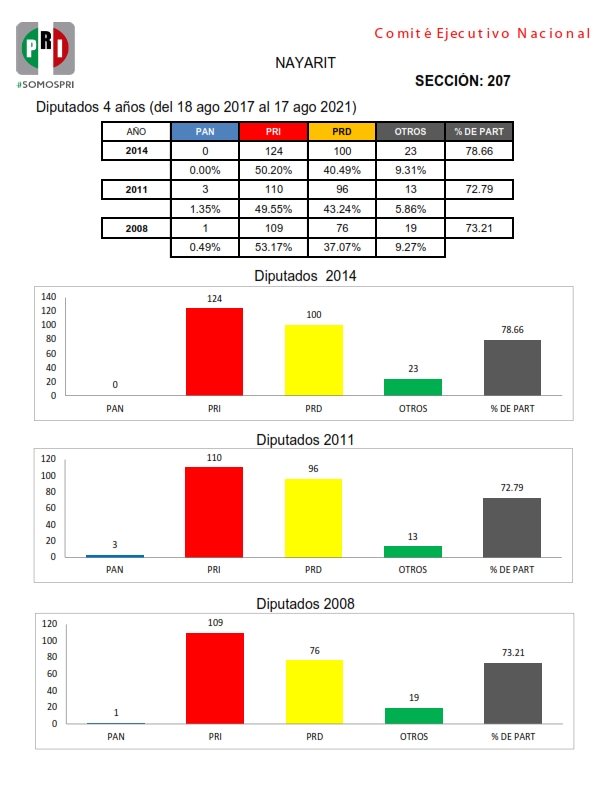 Comité Ejecutivo Nacional
PRI
#SOMOSPRI
NAYARIT
SECCIÓN: 207
Diputados 4 años (del 18 ago 2017 al 17 ago 2021)
AÑO PAN PRI PRD OTROS % DE PART
2014 0 124 100 23 78.66
0.00% 50.20% 40.49% 9.31%
2011 3 110 96 13 72.79
1.35% 49.55% 43.24% 5.86%
2008 1 109 76 19 73.21
0.49% 53.17% 37.07% 9.27%
Diputados 2014
140
120
100
80
60
40
20
0
0 124 100 23 78.66
PAN PRI PRD OTROS % DE PART
Diputados 2011
120
100
80
60
40
20
0
3 110 96 13 72.79
PAN PRI PRD OTROS % DE PART
Diputados 2008
120
100
80
60
40
20
0
1 109 76 19 73.21
PAN PRI PRD OTROS % DE PART